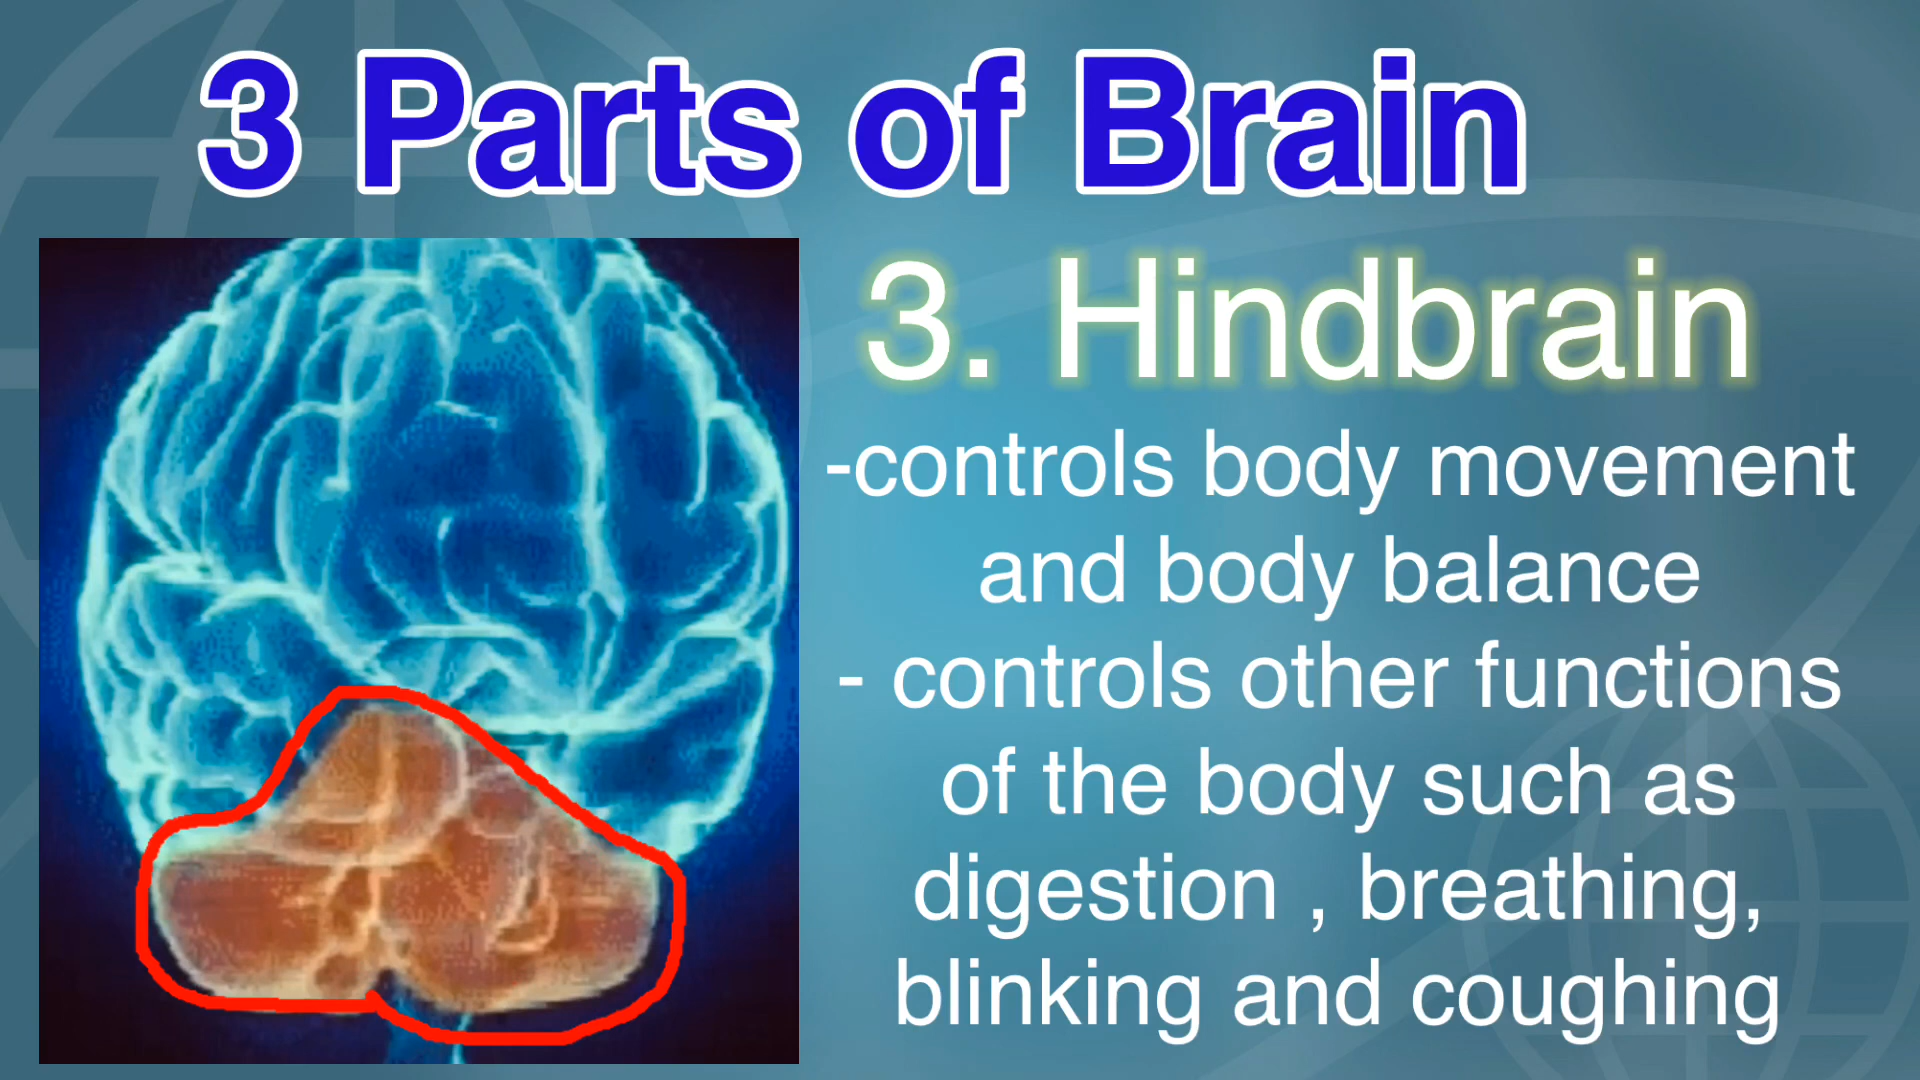 3 Parts of Brain
3. Hindbrain
-controls body movement
and body balance
- controls other functions
of the body such as
digestion , breathing,
blinking and coughing